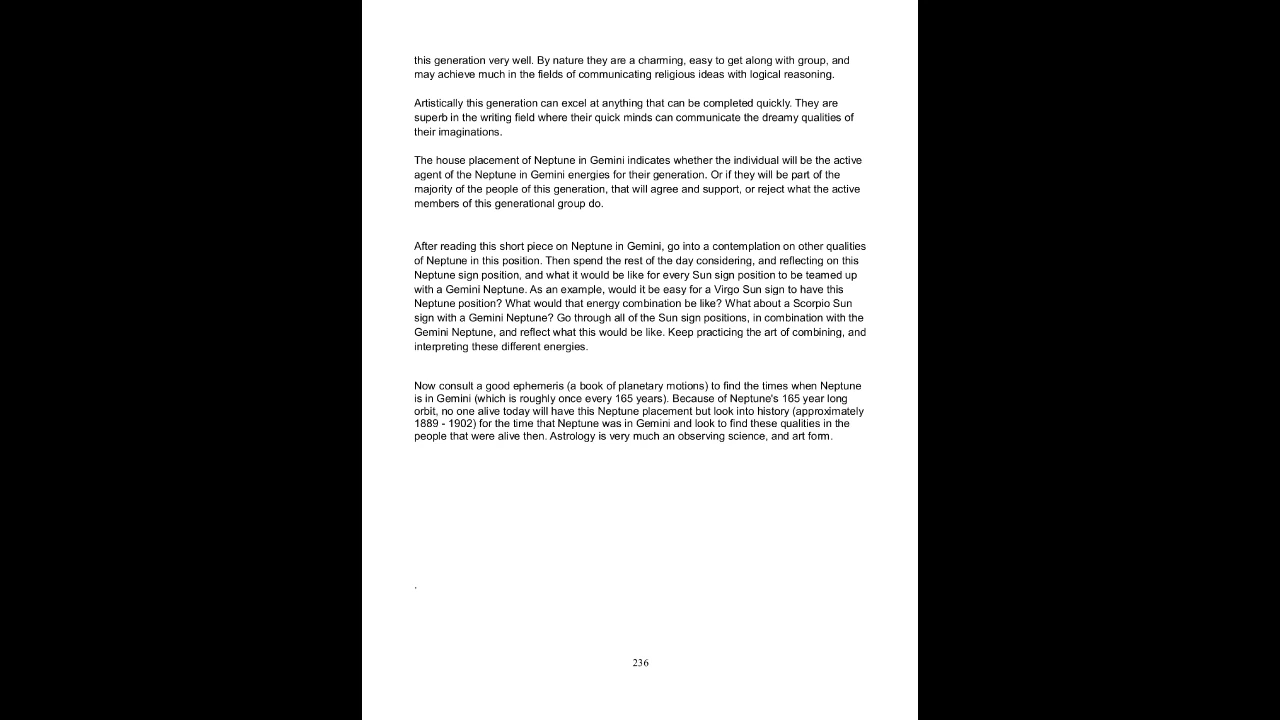 this generation very well. By nature they are a charming, easy to get along with group, and
may achieve much in the fields of communicating religious ideas with logical reasoning.
Artistically this generation can excel at anything that can be completed quickly. They are
superb in the writing field where their quick minds can communicate the dreamy qualities of
their imaginations.
The house placement of Neptune in Gemini indicates whether the individual will be the active
agent of the Neptune in Gemini energies for their generation. Or if they will be part of the
majority of the people of this generation, that will agree and support, or reject what the active
members of this generational group do.
After reading this short piece on Neptune in Gemini, go into a contemplation on other qualities
of Neptune in this position. Then spend the rest of the day considering, and reflecting on this
Neptune sign position, and what it would be like for every Sun sign position to be teamed up
with a Gemini Neptune. As an example, would it be easy for a Virgo Sun sign to have this
Neptune position? What would that energy combination be like? What about a Scorpio Sun
sign with a Gemini Neptune? Go through all of the Sun sign positions, in combination with the
Gemini Neptune, and reflect what this would be like. Keep practicing the art of combining, and
interpreting these different energies.
Now consult a good ephemeris (a book of planetary motions) to find the times when Neptune
is in Gemini (which is roughly once every 165 years). Because of Neptune's 165 year long
orbit, no one alive today will have this Neptune placement but look into history (approximately
1889 - 1902) for the time that Neptune was in Gemini and look to find these qualities in the
people that were alive then. Astrology is very much an observing science, and art form.
.
236